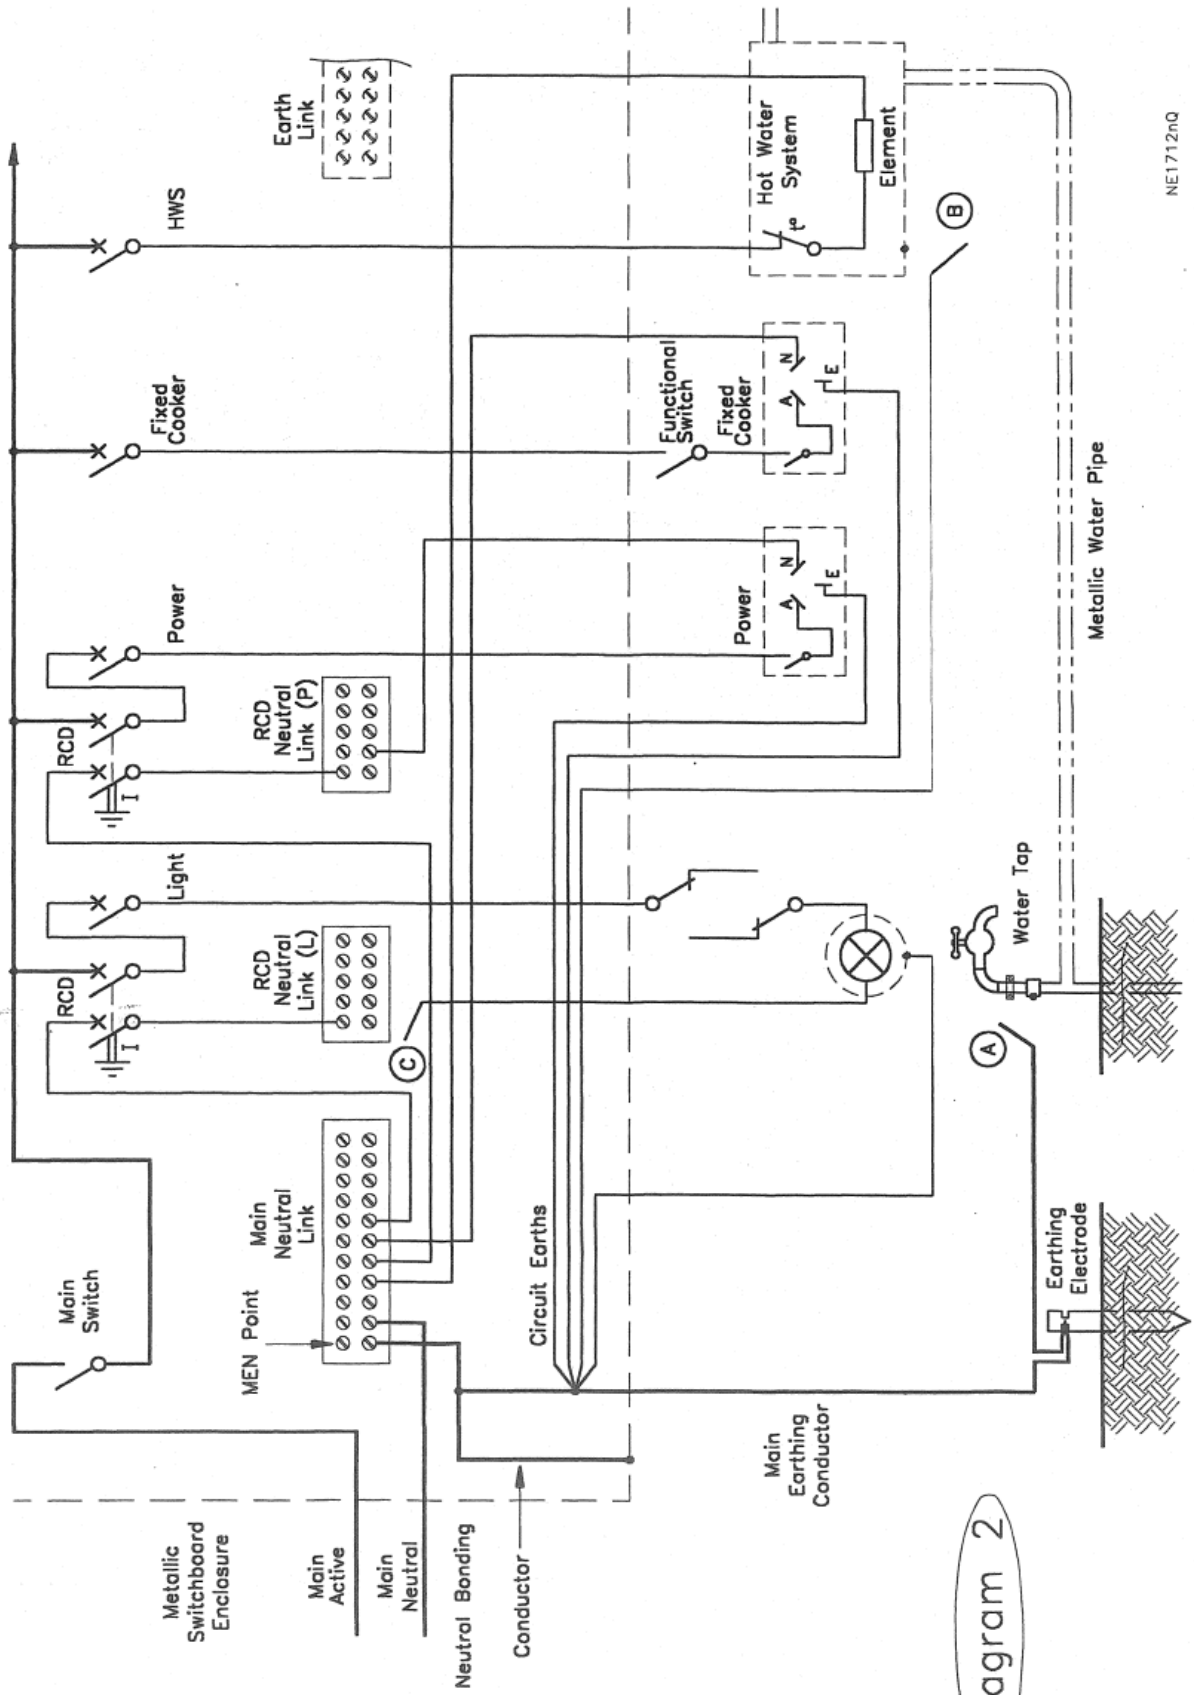 Main
Switch
RCD
Light
RCD
Power
Fixed
Cooker
HWS
Metallic
Switchboard
Enclosure
MEN Point
Main
Neutral
Link
RCD
Neutral
Link (L)
RCD
Neutral
Link (P)
Earth
Link
I
I
Main
Active
Main
Neutral
Neutral Bonding
Conductor
C
Circuit Earths
Functional
Switch
Fixed
Cooker
Power
A
N
E
A
N
E
Hot Water
System
t°
Element
B
Main
Earthing
Conductor
Earthing
Electrode
A
Water Tap
Metallic Water Pipe
agram 2
NE1712nQ